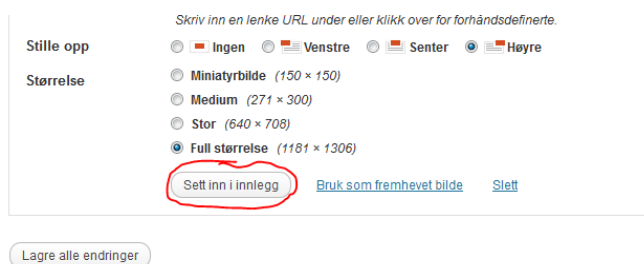 Skriv inn en lenke URL under eller klikk over for forhåndsdefinerte.
Stille opp Ingen Venstre Senter Høyre
Størrelse Miniatyrbilde (150 × 150)
Medium (271 × 300)
Stor (640 × 708)
Full størrelse (1181 × 1306)
Sett inn i innlegg Bruk som fremhevet bilde Slett
Lagre alle endringer